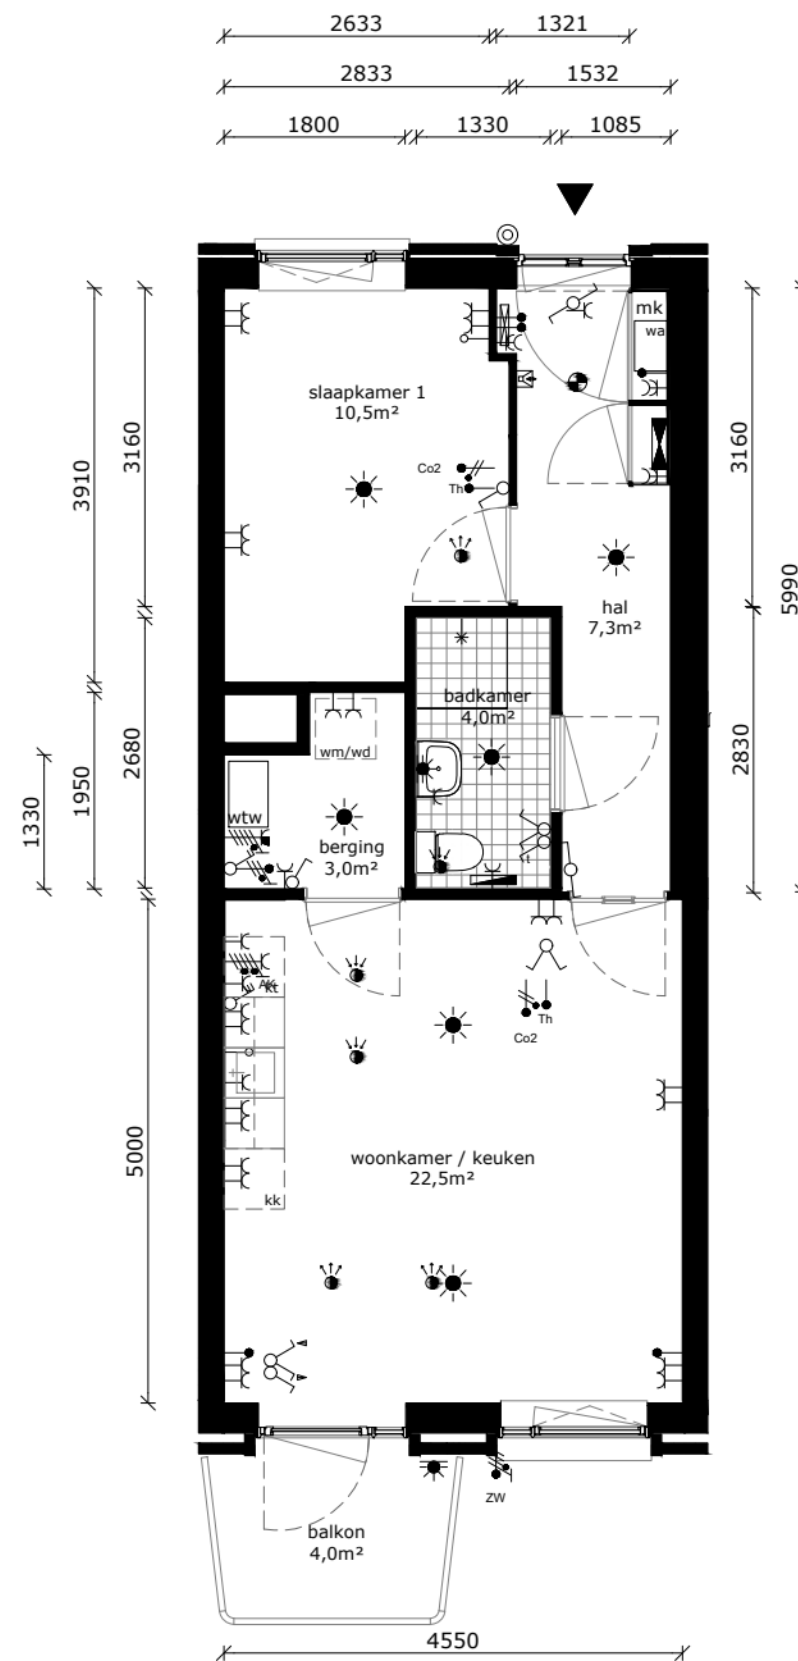 2633 1321
2833 1532
1800 1330 1085
mk
wa
slaapkamer 1
10,5m²
3910
3160
3160
5990
Co2
Th
hal
7,3m²
badkamer
4,0m²
wm/wd
2680
1950
1330
2830
wtw
berging
3,0m²
kt
Th
Co2
5000
woonkamer / keuken
22,5m²
kk
zw
balkon
4,0m²
4550